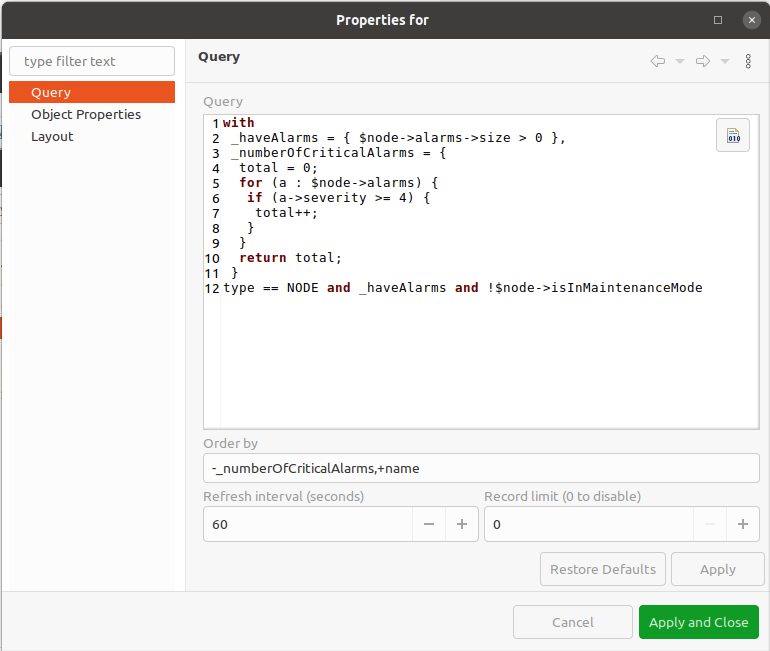 Properties for
type filter text
Query
Object Properties
Layout
Query
Query
1 with
2  _haveAlarms = { $node->alarms->size > 0 },
3  _numberOfCriticalAlarms = {
4   total = 0;
5   for (a : $node->alarms) {
6    if (a->severity >= 4) {
7     total++;
8    }
9   }
10   return total;
11  }
12 type == NODE and _haveAlarms and !$node->isInMaintenanceMode
010
Order by
-_numberOfCriticalAlarms,+name
Refresh interval (seconds)
Record limit (0 to disable)
60
0
Restore Defaults
Apply
Cancel
Apply and Close